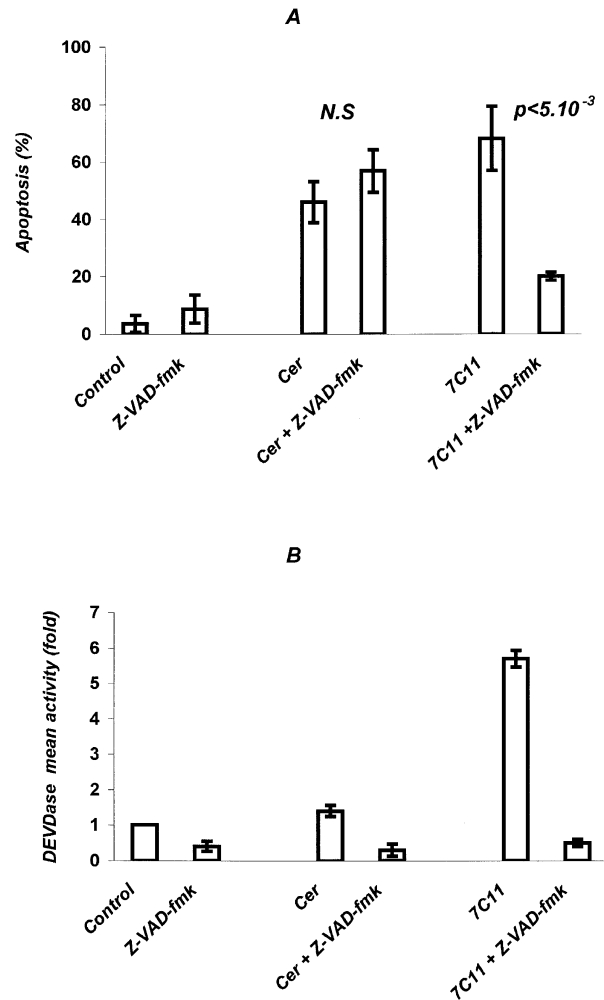 A
100
80
60
40
20
0
Apoptosis (%)
N.S
p<5.10⁻³
Control
Z-VAD-fmk
Cer
Cer + Z-VAD-fmk
7C11
7C11 +Z-VAD-fmk
B
7
6
5
4
3
2
1
0
DEVDase mean activity (fold)
Control
Z-VAD-fmk
Cer
Cer + Z-VAD-fmk
7C11
7C11 + Z-VAD-fmk